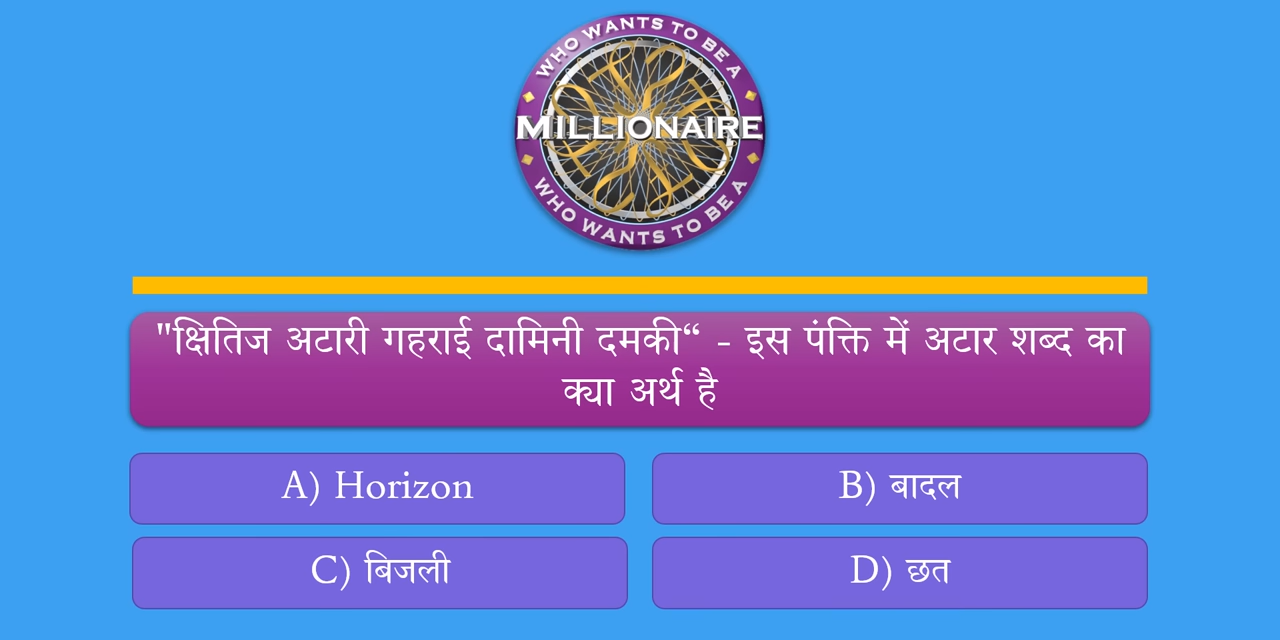 WHO WANTS TO BE A
MILLIONAIRE
WHO WANTS TO BE A
"क्षितिज अटारी गहराई दामिनी दमकी“ - इस पंक्ति में अटार शब्द का
क्या अर्थ है
A) Horizon
B) बादल
C) बिजली
D) छत